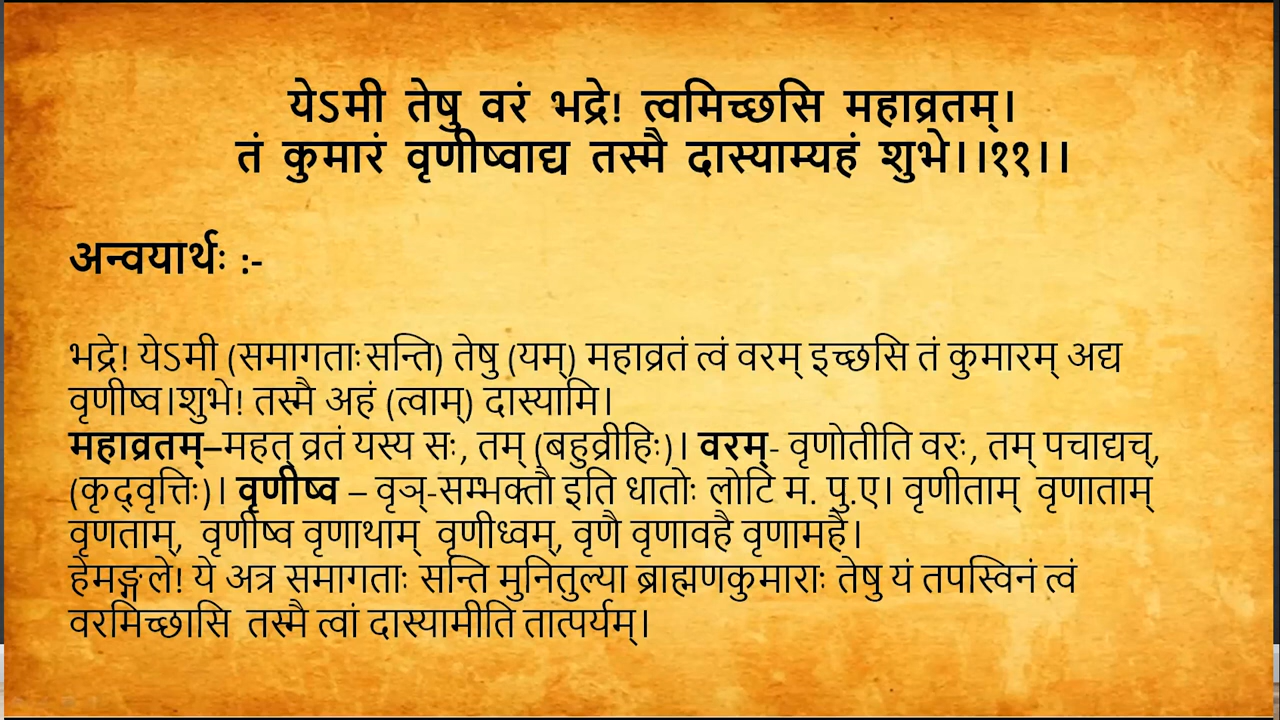 येऽमी तेषु वरं भद्रे! त्वमिच्छसि महाव्रतम्।
तं कुमारं वृणीष्वाद्य तस्मै दास्याम्यहं शुभे।।११।।
अन्वयार्थः :-
भद्रे! येऽमी (समागताःसन्ति) तेषु (यम्) महाव्रतं त्वं वरम् इच्छसि तं कुमारम् अद्य
वृणीष्व।शुभे! तस्मै अहं (त्वाम्) दास्यामि।
महाव्रतम्–महत् व्रतं यस्य सः, तम् (बहुव्रीहिः)। वरम्- वृणोतीति वरः, तम् पचाद्यच्,
(कृद्वृत्तिः)। वृणीष्व – वृञ्-सम्भक्तौ इति धातोः लोटि म. पु.ए। वृणीताम् वृणाताम्
वृणताम्, वृणीष्व वृणाथाम् वृणीध्वम्, वृणै वृणावहै वृणामहै।
हेमङ्गले! ये अत्र समागताः सन्ति मुनितुल्या ब्राह्मणकुमाराः तेषु यं तपस्विनं त्वं
वरमिच्छासि तस्मै त्वां दास्यामीति तात्पर्यम्।